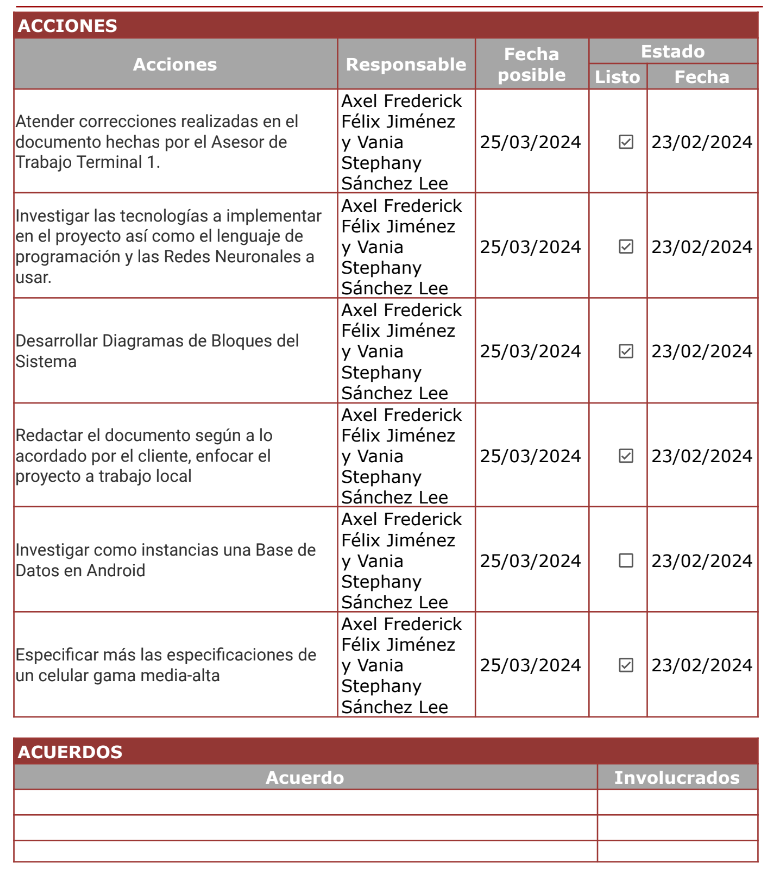 ACCIONES
Acciones
Responsable
Fecha
posible
Estado
Listo
Fecha
Atender correcciones realizadas en el
documento hechas por el Asesor de
Trabajo Terminal 1.
Axel Frederick
Félix Jiménez
y Vania
Stephany
Sánchez Lee
25/03/2024
☑
23/02/2024
Investigar las tecnologías a implementar
en el proyecto así como el lenguaje de
programación y las Redes Neuronales a
usar.
Axel Frederick
Félix Jiménez
y Vania
Stephany
Sánchez Lee
25/03/2024
☑
23/02/2024
Desarrollar Diagramas de Bloques del
Sistema
Axel Frederick
Félix Jiménez
y Vania
Stephany
Sánchez Lee
25/03/2024
☑
23/02/2024
Redactar el documento según a lo
acordado por el cliente, enfocar el
proyecto a trabajo local
Axel Frederick
Félix Jiménez
y Vania
Stephany
Sánchez Lee
25/03/2024
☑
23/02/2024
Investigar como instancias una Base de
Datos en Android
Axel Frederick
Félix Jiménez
y Vania
Stephany
Sánchez Lee
25/03/2024
☐
23/02/2024
Especificar más las especificaciones de
un celular gama media-alta
Axel Frederick
Félix Jiménez
y Vania
Stephany
Sánchez Lee
25/03/2024
☑
23/02/2024
ACUERDOS
Acuerdo
Involucrados